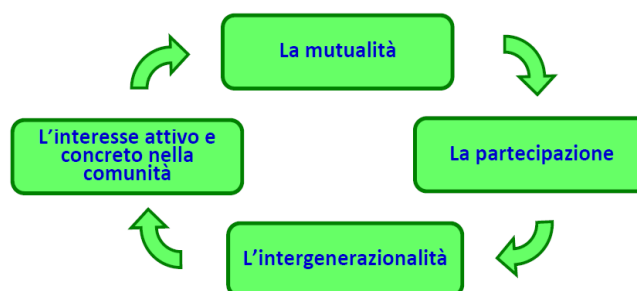 La mutualità
La partecipazione
L'intergenerazionalità
L'interesse attivo e
concreto nella
comunità